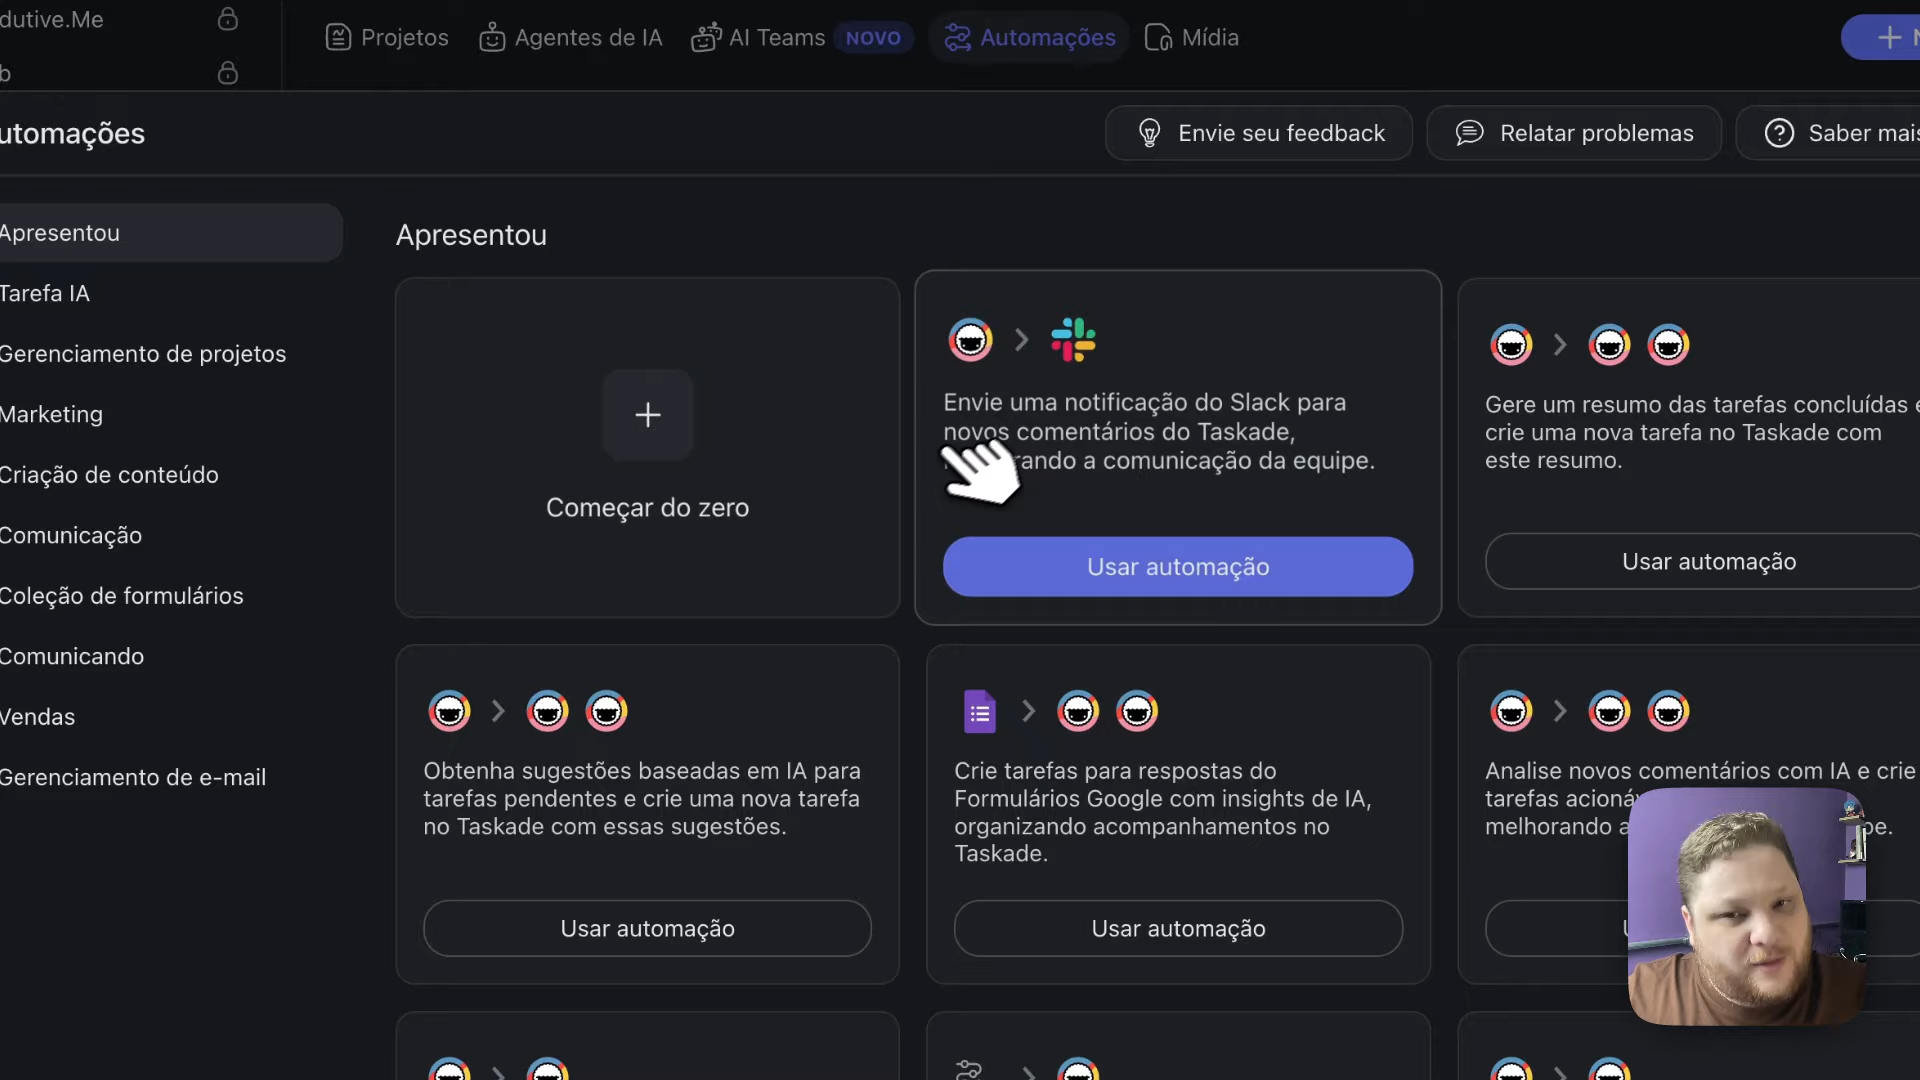 dutive.Me
b
Projetos
Agentes de IA
AI Teams
NOVO
Automações
Mídia
utomações
Envie seu feedback
Relatar problemas
Saber mais
Apresentou
Tarefa IA
Gerenciamento de projetos
Marketing
Criação de conteúdo
Comunicação
Coleção de formulários
Comunicando
Vendas
Gerenciamento de e-mail
Apresentou
Começar do zero
Envie uma notificação do Slack para
novos comentários do Taskade,
rando a comunicação da equipe.
Usar automação
Gere um resumo das tarefas concluídas e
crie uma nova tarefa no Taskade com
este resumo.
Usar automação
Obtenha sugestões baseadas em IA para
tarefas pendentes e crie uma nova tarefa
no Taskade com essas sugestões.
Usar automação
Crie tarefas para respostas do
Formulários Google com insights de IA,
organizando acompanhamentos no
Taskade.
Usar automação
Analise novos comentários com IA e crie
tarefas acioná
melhorando a
pe.